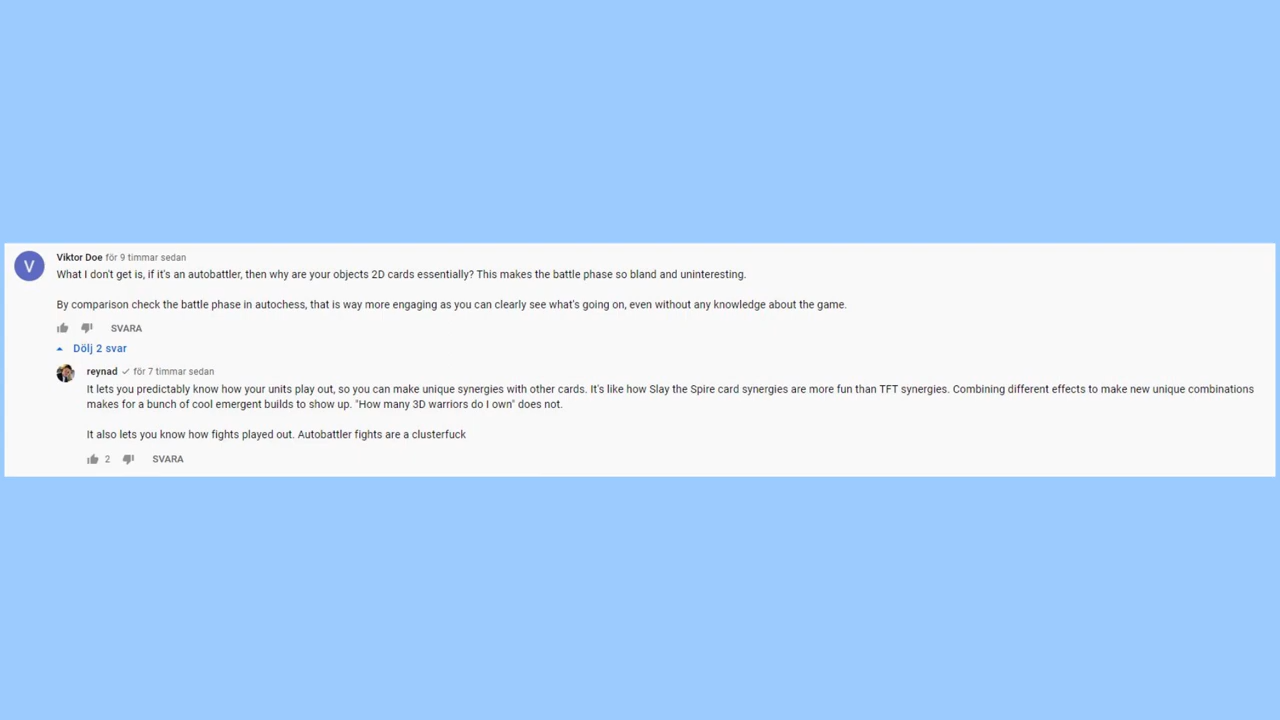 V
Viktor Doe för 9 timmar sedan
What I don't get is, if it's an autobattler, then why are your objects 2D cards essentially? This makes the battle phase so bland and uninteresting.
By comparison check the battle phase in autochess, that is way more engaging as you can clearly see what's going on, even without any knowledge about the game.
SVARA
Dölj 2 svar
reynad för 7 timmar sedan
It lets you predictably know how your units play out, so you can make unique synergies with other cards. It's like how Slay the Spire card synergies are more fun than TFT synergies. Combining different effects to make new unique combinations
makes for a bunch of cool emergent builds to show up. "How many 3D warriors do I own" does not.
It also lets you know how fights played out. Autobattler fights are a clusterfuck
2 SVARA